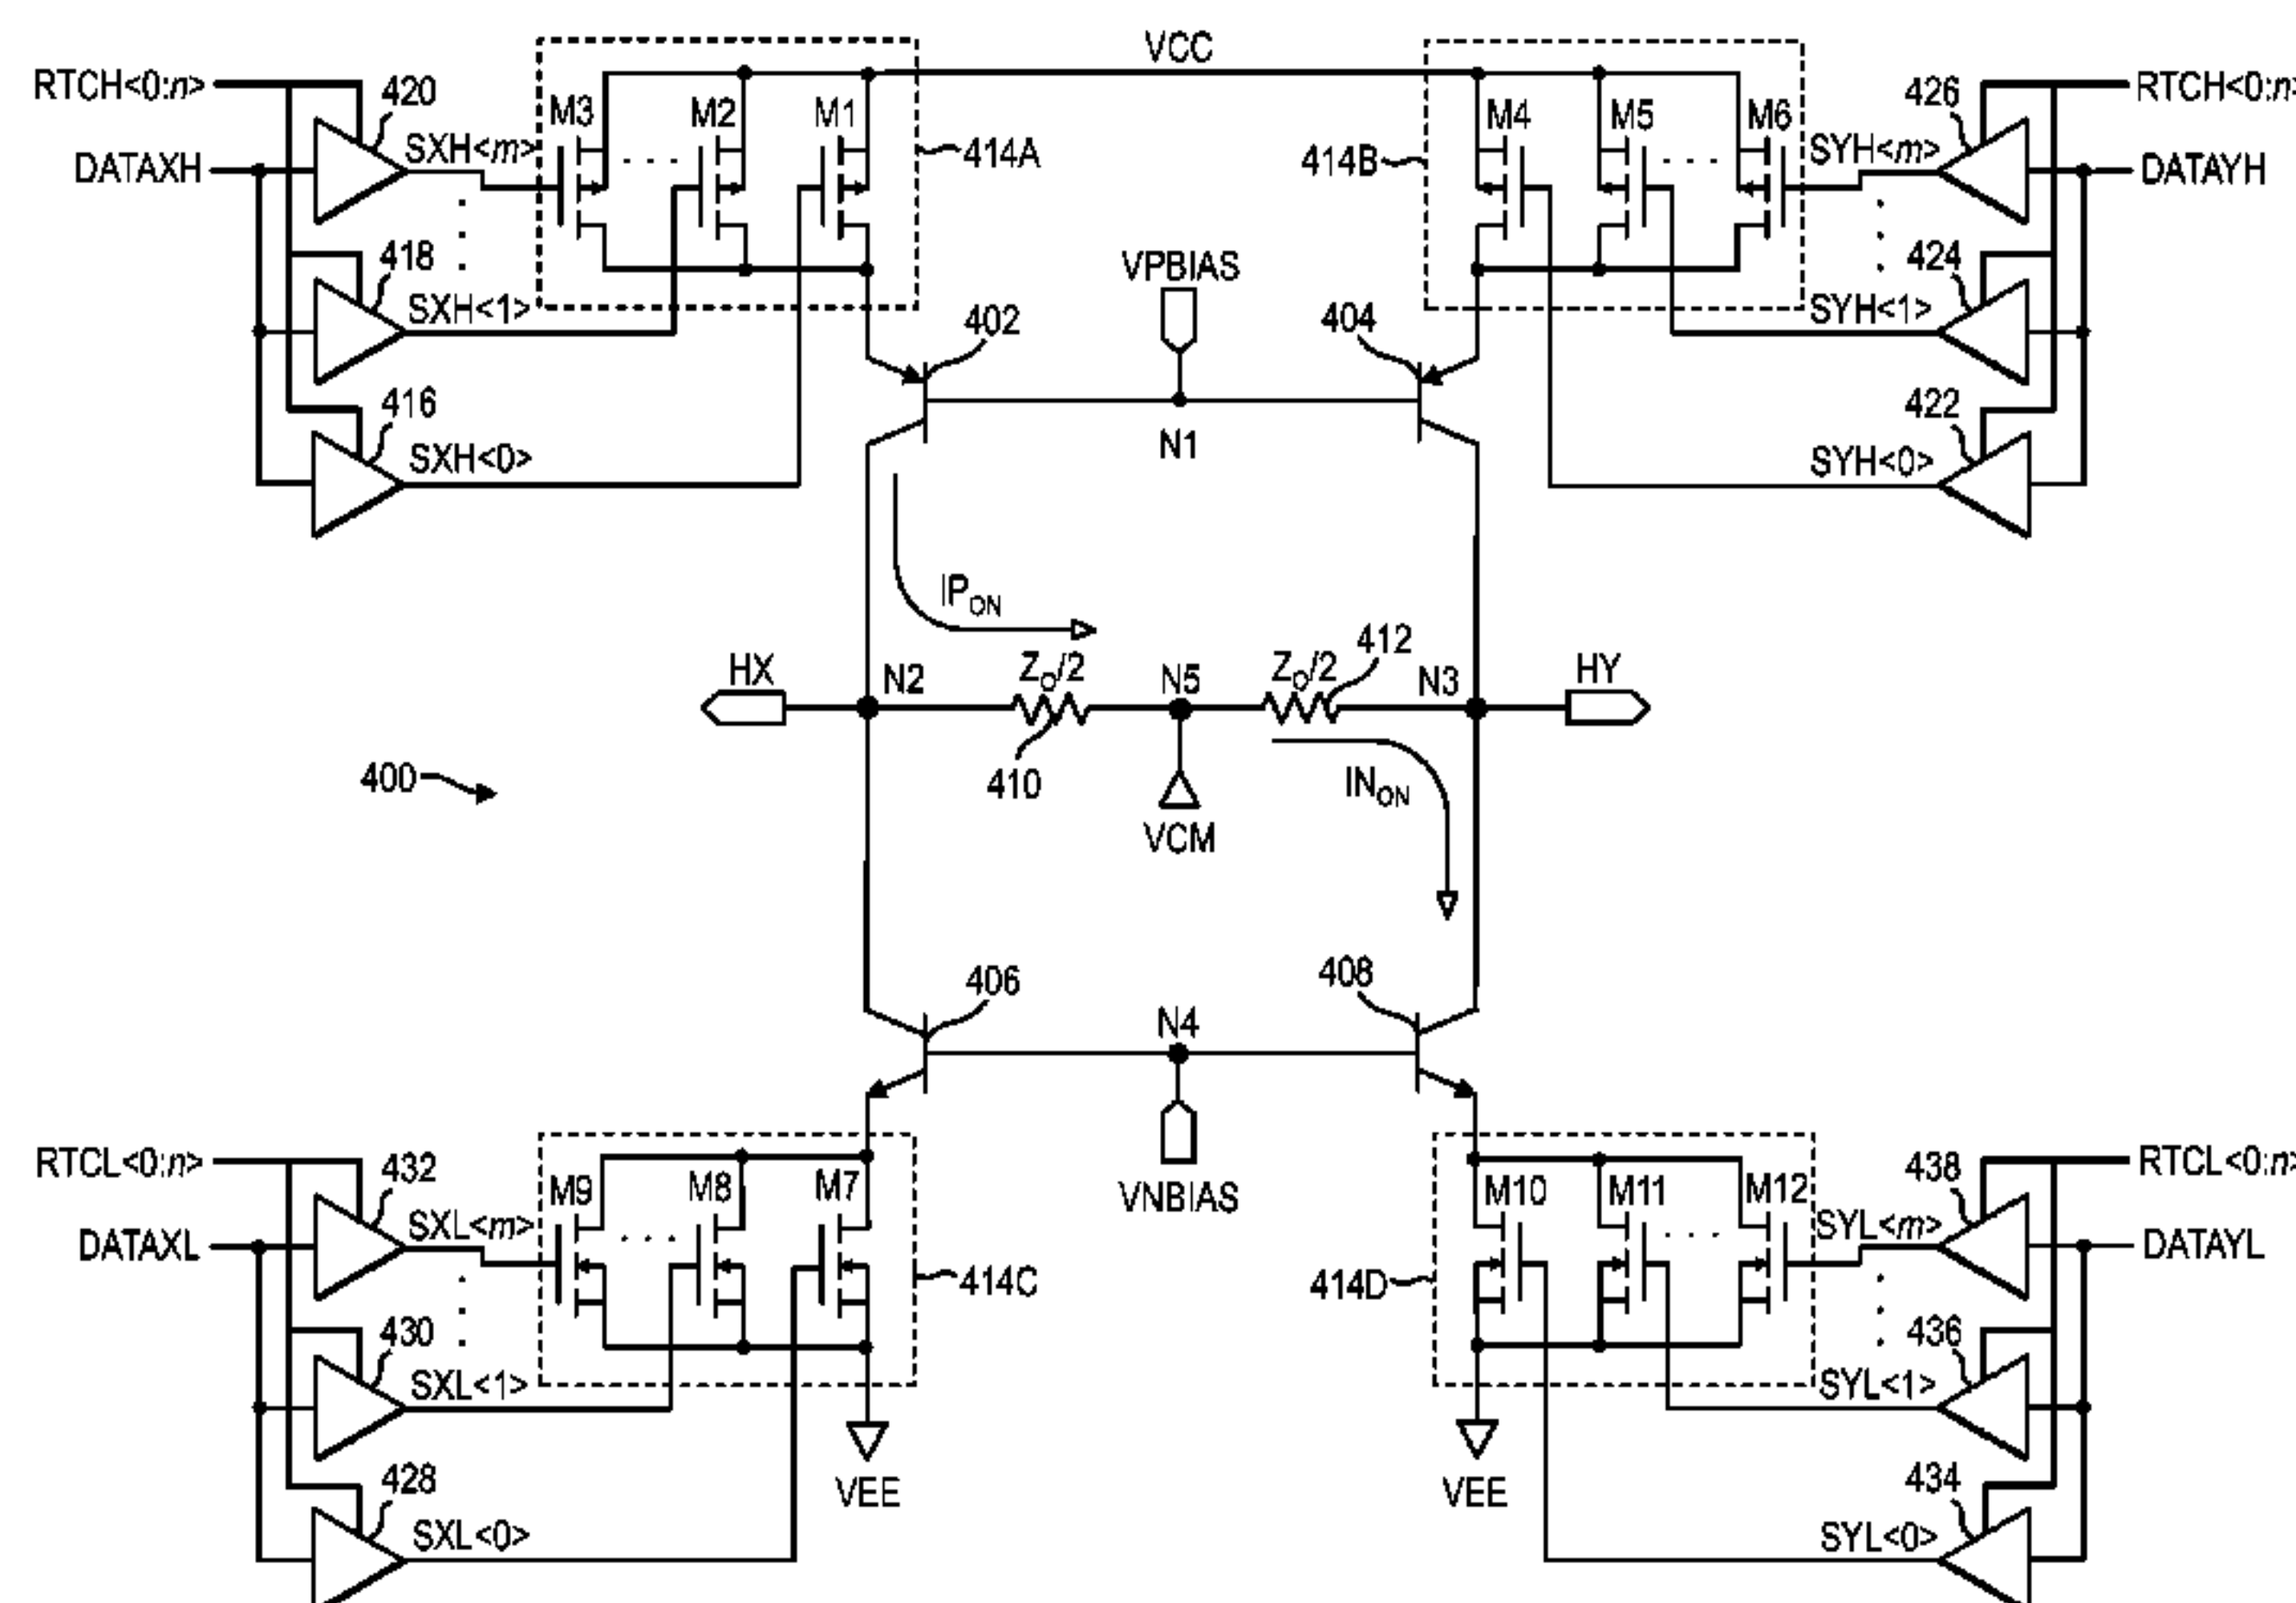 VCC
RTCH<0:n>
420
DATAXH
SXH<m>
M3
M2
M1
414A
418
SXH<1>
416
SXH<0>
414B
M4
M5
M6
426
RTCH<0:n>
SYH<m>
DATAYH
424
SYH<1>
422
SYH<0>
VPBIAS
402
404
N1
IPON
HX
N2
ZO/2
N5
ZO/2
412
N3
HY
410
INON
400
VCM
406
408
N4
VNBIAS
RTCL<0:n>
432
DATAXL
SXL<m>
M9
M8
M7
414C
430
SXL<1>
428
SXL<0>
VEE
414D
M10
M11
M12
438
RTCL<0:n>
SYL<m>
DATAYL
436
SYL<1>
434
SYL<0>
VEE